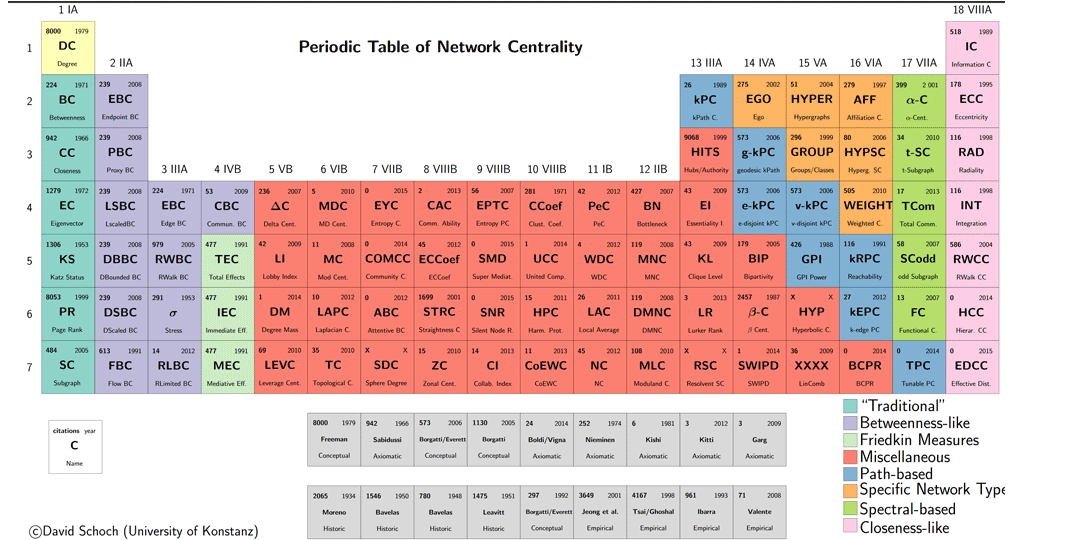 1 IA
18 VIIIA
Periodic Table of Network Centrality
1
8000 1979
DC
Degree
518 1989
IC
Information C
2 IIA
13 IIIA
14 IVA
15 VA
16 VIA
17 VIIA
2
224 1971
BC
Betweenness
239 2008
EBC
Endpoint BC
26 1989
kPC
kPath C.
275 2002
EGO
Ego
51 2004
HYPER
Hypergraphs
279 1997
AFF
Affiliation C.
399 2 001
α-C
α-Cent.
178 1995
ECC
Eccentricity
3
942 1966
CC
Closeness
239 2008
PBC
Proxy BC
9068 1999
HITS
Hubs/Authority
573 2006
g-kPC
geodesic kPath
296 1999
GROUP
Groups/Classes
80 2006
HYPSC
Hyperg. SC
34 2010
t-SC
t-Subgraph
116 1998
RAD
Radiality
3 IIIA
4 IVB
5 VB
6 VIB
7 VIIB
8 VIIIB
9 VIIIB
10 VIIIB
11 IB
12 IIB
4
1279 1972
EC
Eigenvector
239 2008
LSBC
LscaledBC
224 1971
EBC
Edge BC
53 2009
CBC
Commun. BC
236 2007
ΔC
Delta Cent.
5 2010
MDC
MD Cent.
0 2015
EYC
Entropy C.
2 2013
CAC
Comm. Ability
56 2007
EPTC
Entropy PC
281 1971
CCoef
Clust. Coef.
42 2012
PeC
PeC
427 2007
BN
Bottleneck
43 2009
EI
Essentiality I.
573 2006
e-kPC
e-disjoint kPC
573 2006
v-kPC
v-disjoint kPC
505 2010
WEIGHT
Weighted C.
17 2013
TCom
Total Comm.
116 1998
INT
Integration
5
1306 1953
KS
Katz Status
239 2008
DBBC
DBounded BC
979 2005
RWBC
RWalk BC
477 1991
TEC
Total Effects
42 2009
LI
Lobby Index
11 2008
MC
Mod Cent.
0 2014
COMCC
Community C.
45 2012
ECCoef
ECCoef
0 2015
SMD
Super Mediat.
1 2014
UCC
United Comp.
4 2012
WDC
WDC
119 2008
MNC
MNC
43 2009
KL
Clique Level
179 2005
BIP
Bipartivity
426 1988
GPI
GPI Power
116 1991
kRPC
Reachability
58 2007
SCodd
odd Subgraph
586 2004
RWCC
RWalk CC
6
8053 1999
PR
Page Rank
239 2008
DSBC
DScaled BC
291 1953
σ
Stress
477 1991
IEC
Immediate Eff.
1 2014
DM
Degree Mass
10 2012
LAPC
Laplacian C.
0 2012
ABC
Attentive BC
1699 2001
STRC
Straightness C
0 2015
SNR
Silent Node R.
15 2011
HPC
Harm. Prot.
26 2011
LAC
Local Average
119 2008
DMNC
DMNC
3 2013
LR
Lurker Rank
2457 1987
β-C
β Cent.
X X
HYP
Hyperbolic C.
27 2012
kEPC
k-edge PC
13 2007
FC
Functional C.
0 2014
HCC
Hierar. CC
7
484 2005
SC
Subgraph
613 1991
FBC
Flow BC
14 2012
RLBC
RLimited BC
477 1991
MEC
Mediative Eff.
69 2010
LEVC
Leverage Cent.
35 2010
TC
Topological C.
X X
SDC
Sphere Degree
15 2010
ZC
Zonal Cent.
14 2013
CI
Collab. Index
11 2013
CoEWC
CoEWC
45 2012
NC
NC
108 2010
MLC
Moduland C.
X X
RSC
Resolvent SC
1 2014
SWIPD
SWIPD
36 2009
XXXX
LinComb
0 2014
BCPR
BCPR
0 2014
TPC
Tunable PC
0 2015
EDCC
Effective Dist.
citations year
C
Name
8000 1979
Freeman
Conceptual
942 1966
Sabidussi
Axiomatic
573 2006
Borgatti/Everett
Conceptual
1130 2005
Borgatti
Conceptual
24 2014
Boldi/Vigna
Axiomatic
252 1974
Nieminen
Axiomatic
6 1981
Kishi
Axiomatic
3 2012
Kitti
Axiomatic
3 2009
Garg
Axiomatic
2065 1934
Moreno
Historic
1546 1950
Bavelas
Historic
780 1948
Bavelas
Historic
1475 1951
Leavitt
Historic
297 1992
Borgatti/Everett
Conceptual
3649 2001
Jeong et al.
Empirical
4167 1998
Tsai/Ghoshal
Empirical
961 1993
Ibarra
Empirical
71 2008
Valente
Empirical
“Traditional”
Betweenness-like
Friedkin Measures
Miscellaneous
Path-based
Specific Network Type
Spectral-based
Closeness-like
©David Schoch (University of Konstanz)